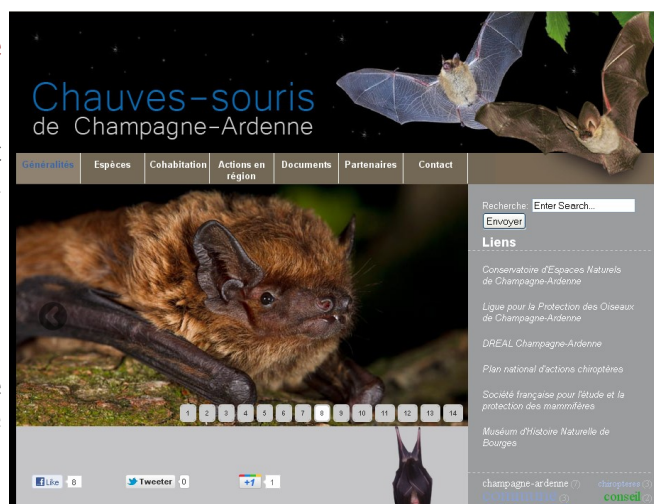 Chauves-souris
de Champagne-Ardenne
Généralités Espèces Cohabitation Actions en région Documents Partenaires Contact
Recherche: Enter Search...
Envoyer
Liens
Conservatoire d'Espaces Naturels
de Champagne-Ardenne
Ligue pour la Protection des Oiseaux
de Champagne-Ardenne
DREAL Champagne-Ardenne
Plan national d'actions chiroptères
Société française pour l'étude et la
protection des mammifères
Muséum d'Histoire Naturelle de
Bourges
1 2 3 4 5 6 7 8 9 10 11 12 13 14
Like 8 Tweeter 0 +1 1
champagne-ardenne (7) chiroptères (3)
(3) conseil (2)